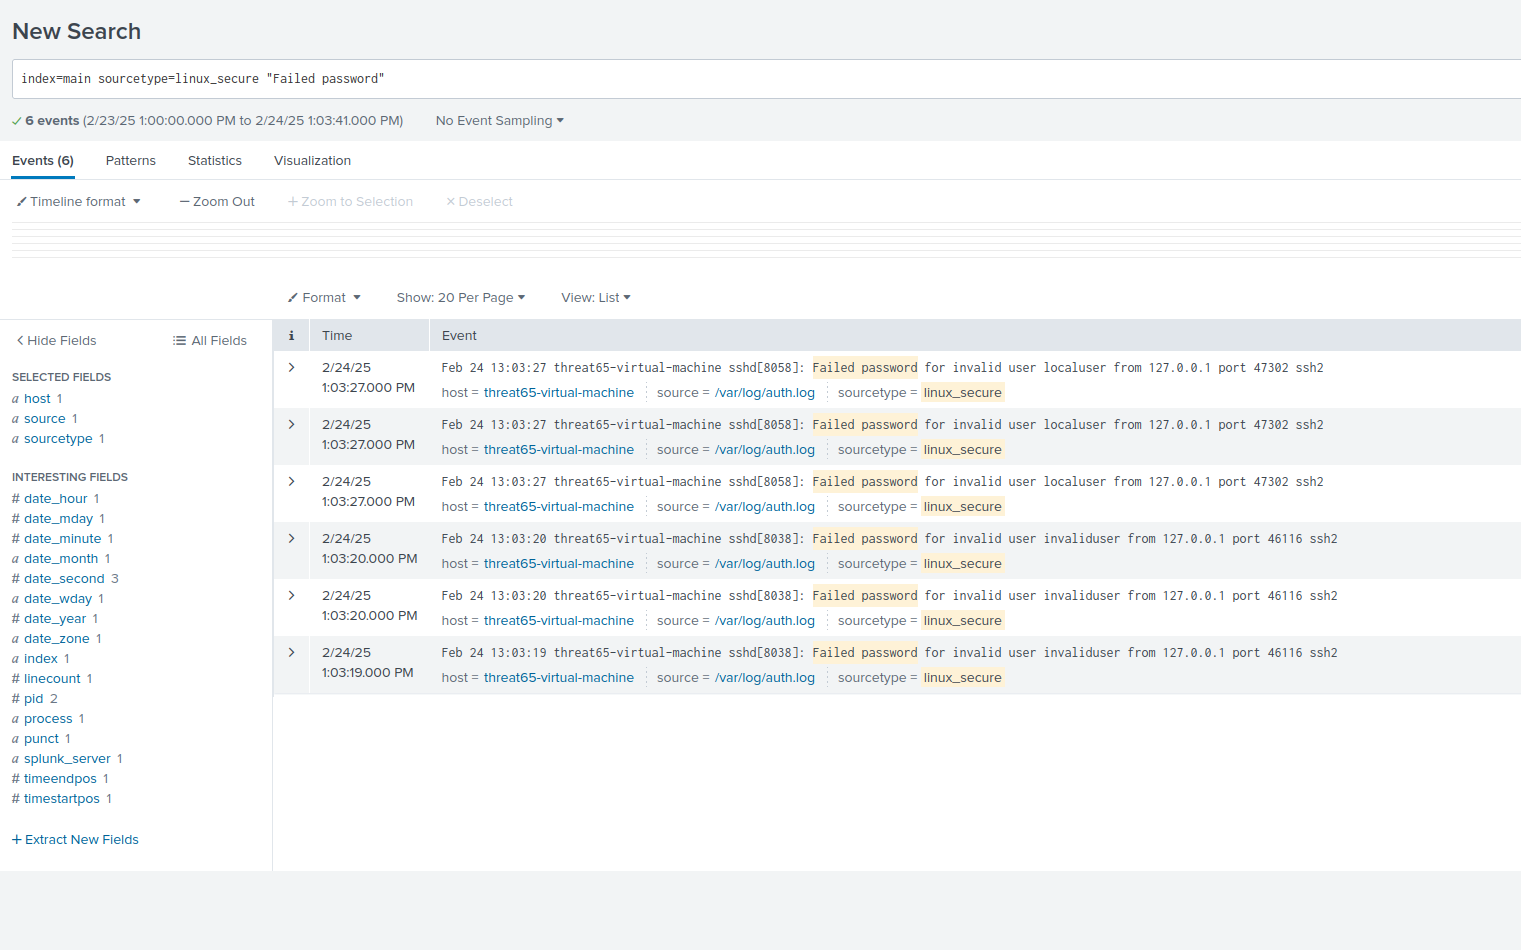 New Search
index=main sourcetype=linux_secure "Failed password"
6 events (2/23/25 1:00:00.000 PM to 2/24/25 1:03:41.000 PM) No Event Sampling
Events (6) Patterns Statistics Visualization
Timeline format — Zoom Out + Zoom to Selection × Deselect
Format Show: 20 Per Page View: List
Hide Fields All Fields
SELECTED FIELDS
a host 1
a source 1
a sourcetype 1
INTERESTING FIELDS
# date_hour 1
# date_mday 1
# date_minute 1
a date_month 1
# date_second 3
a date_wday 1
# date_year 1
a date_zone 1
a index 1
# linecount 1
# pid 2
a process 1
a punct 1
a splunk_server 1
# timeendpos 1
# timestartpos 1
+ Extract New Fields
i Time Event
2/24/25 1:03:27.000 PM
Feb 24 13:03:27 threat65-virtual-machine sshd[8058]: Failed password for invalid user localuser from 127.0.0.1 port 47302 ssh2
host = threat65-virtual-machine source = /var/log/auth.log sourcetype = linux_secure
2/24/25 1:03:27.000 PM
Feb 24 13:03:27 threat65-virtual-machine sshd[8058]: Failed password for invalid user localuser from 127.0.0.1 port 47302 ssh2
host = threat65-virtual-machine source = /var/log/auth.log sourcetype = linux_secure
2/24/25 1:03:27.000 PM
Feb 24 13:03:27 threat65-virtual-machine sshd[8058]: Failed password for invalid user localuser from 127.0.0.1 port 47302 ssh2
host = threat65-virtual-machine source = /var/log/auth.log sourcetype = linux_secure
2/24/25 1:03:20.000 PM
Feb 24 13:03:20 threat65-virtual-machine sshd[8038]: Failed password for invalid user invaliduser from 127.0.0.1 port 46116 ssh2
host = threat65-virtual-machine source = /var/log/auth.log sourcetype = linux_secure
2/24/25 1:03:20.000 PM
Feb 24 13:03:20 threat65-virtual-machine sshd[8038]: Failed password for invalid user invaliduser from 127.0.0.1 port 46116 ssh2
host = threat65-virtual-machine source = /var/log/auth.log sourcetype = linux_secure
2/24/25 1:03:19.000 PM
Feb 24 13:03:19 threat65-virtual-machine sshd[8038]: Failed password for invalid user invaliduser from 127.0.0.1 port 46116 ssh2
host = threat65-virtual-machine source = /var/log/auth.log sourcetype = linux_secure